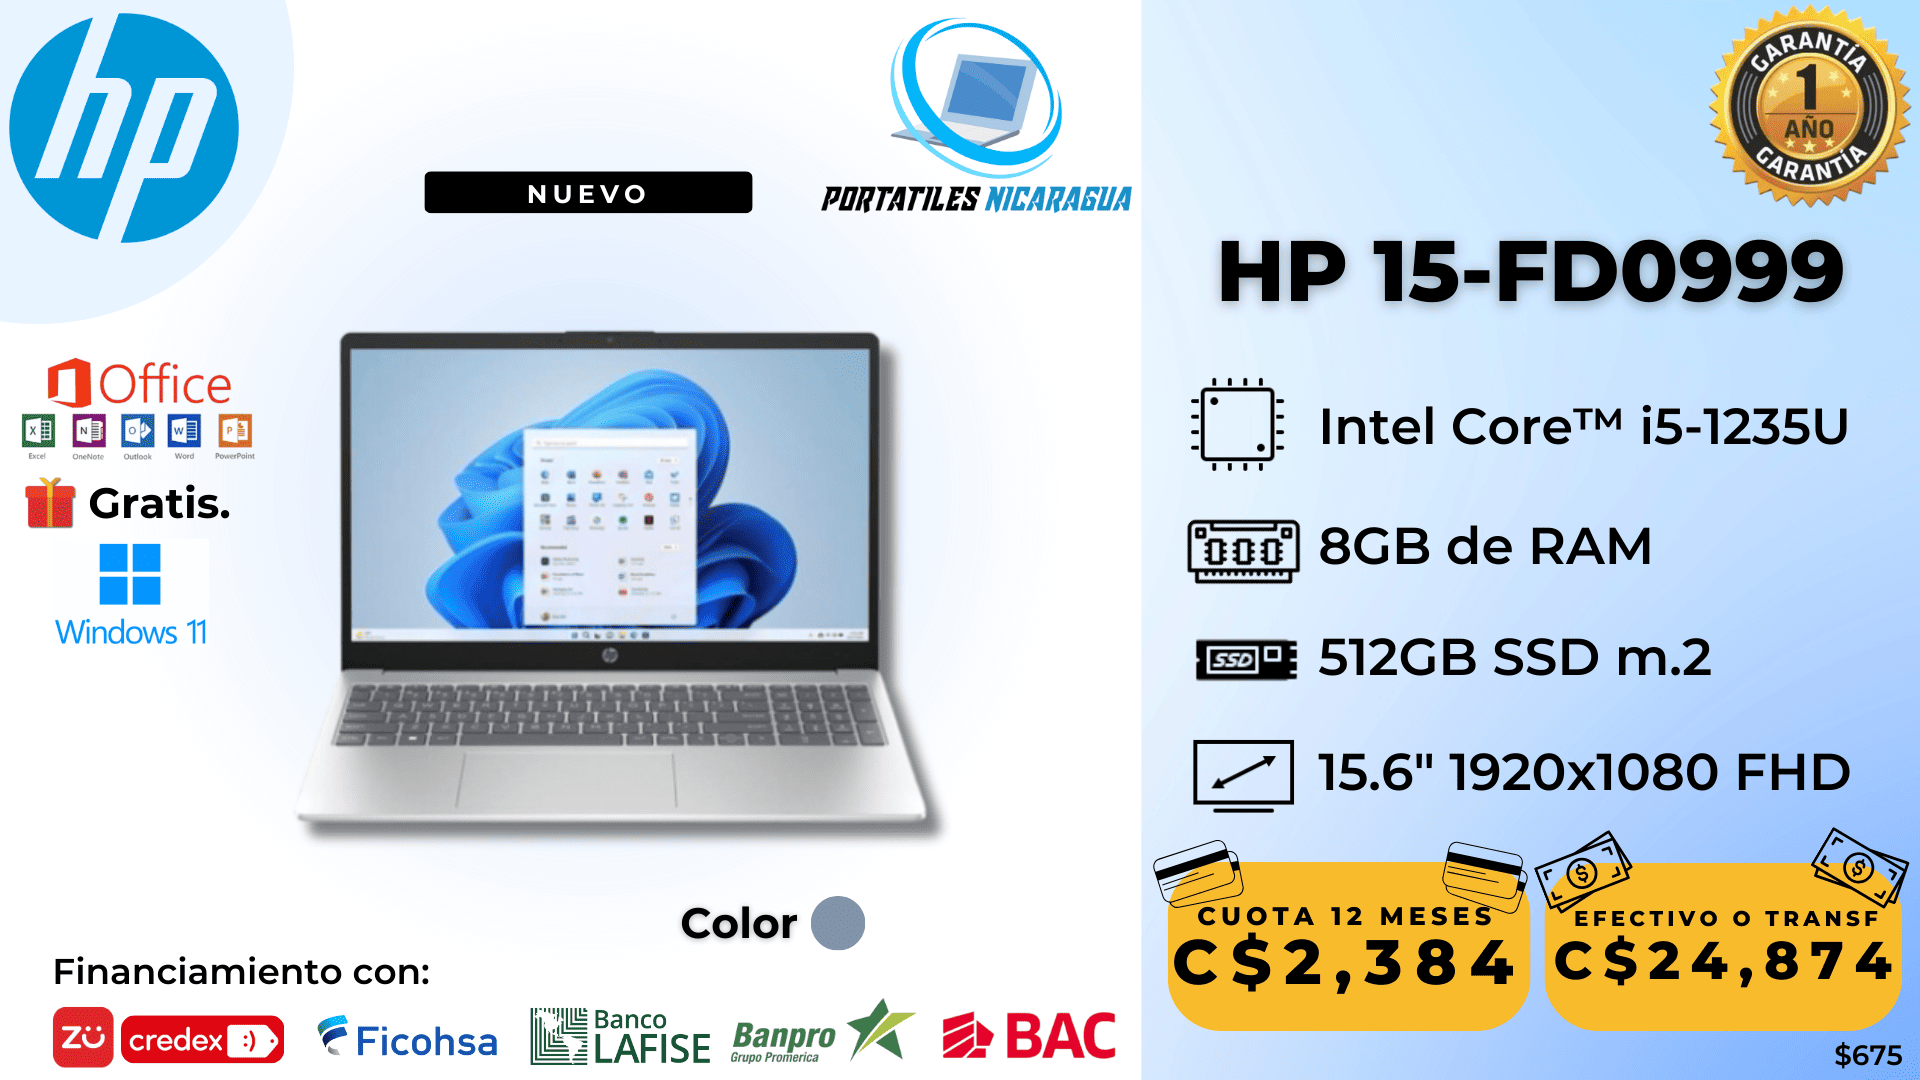 hp
NUEVO
PORTATILES NICARAGUA
GARANTÍA
1
AÑO
GARANTÍA
HP 15-FD0999
Office
Excel
OneNote
Outlook
Word
PowerPoint
Gratis.
Windows 11
Intel Core™ i5-1235U
8GB de RAM
SSD
512GB SSD m.2
15.6" 1920x1080 FHD
Color
CUOTA 12 MESES
C$2,384
EFECTIVO O TRANSF
C$24,874
$675
Financiamiento con:
ZU
credex :)
Ficohsa
Banco
LAFISE
Banpro
Grupo Promerica
BAC